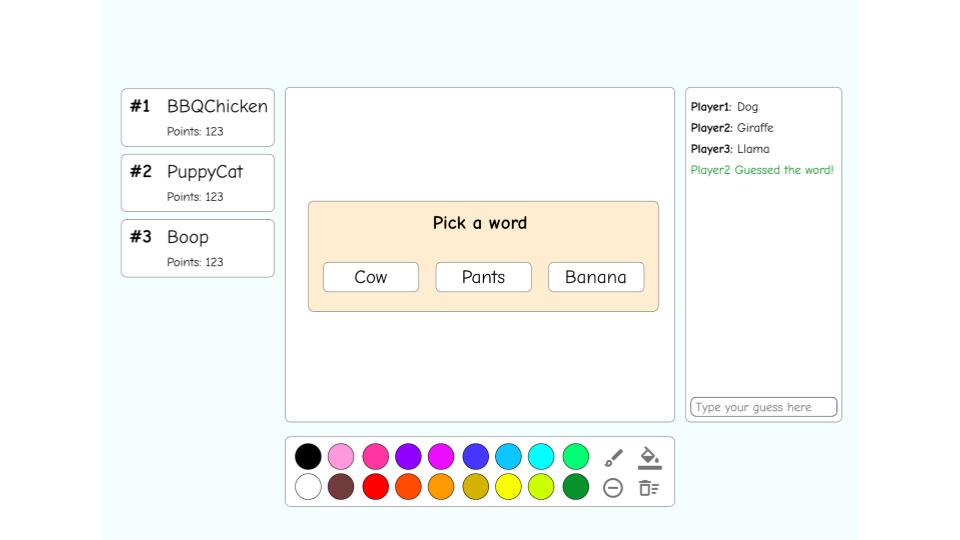 #1 BBQChicken
Points: 123
#2 PuppyCat
Points: 123
#3 Boop
Points: 123
Pick a word
Cow Pants Banana
Player1: Dog
Player2: Giraffe
Player3: Llama
Player2 Guessed the word!
Type your guess here